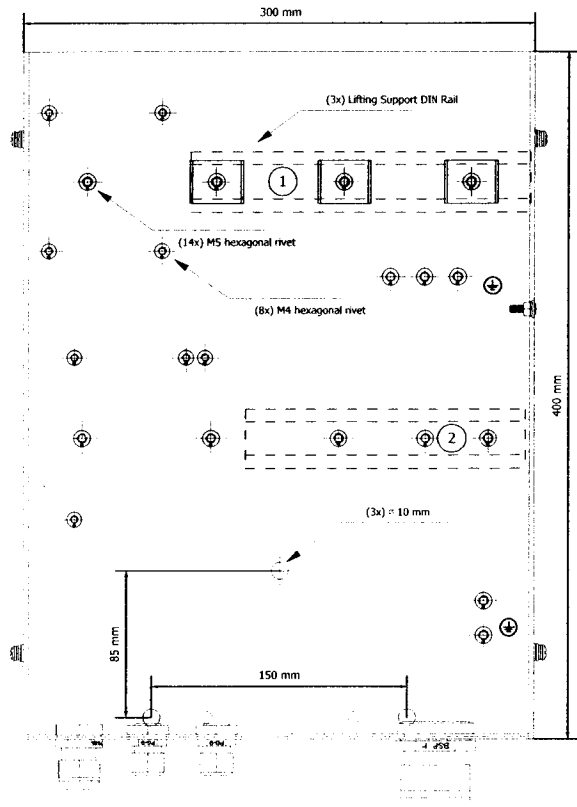 300 mm
(3x) Lifting Support DIN Rail
1
(14x) M5 hexagonal rivet
(8x) M4 hexagonal rivet
400 mm
2
(3x) = 10 mm
85 mm
150 mm